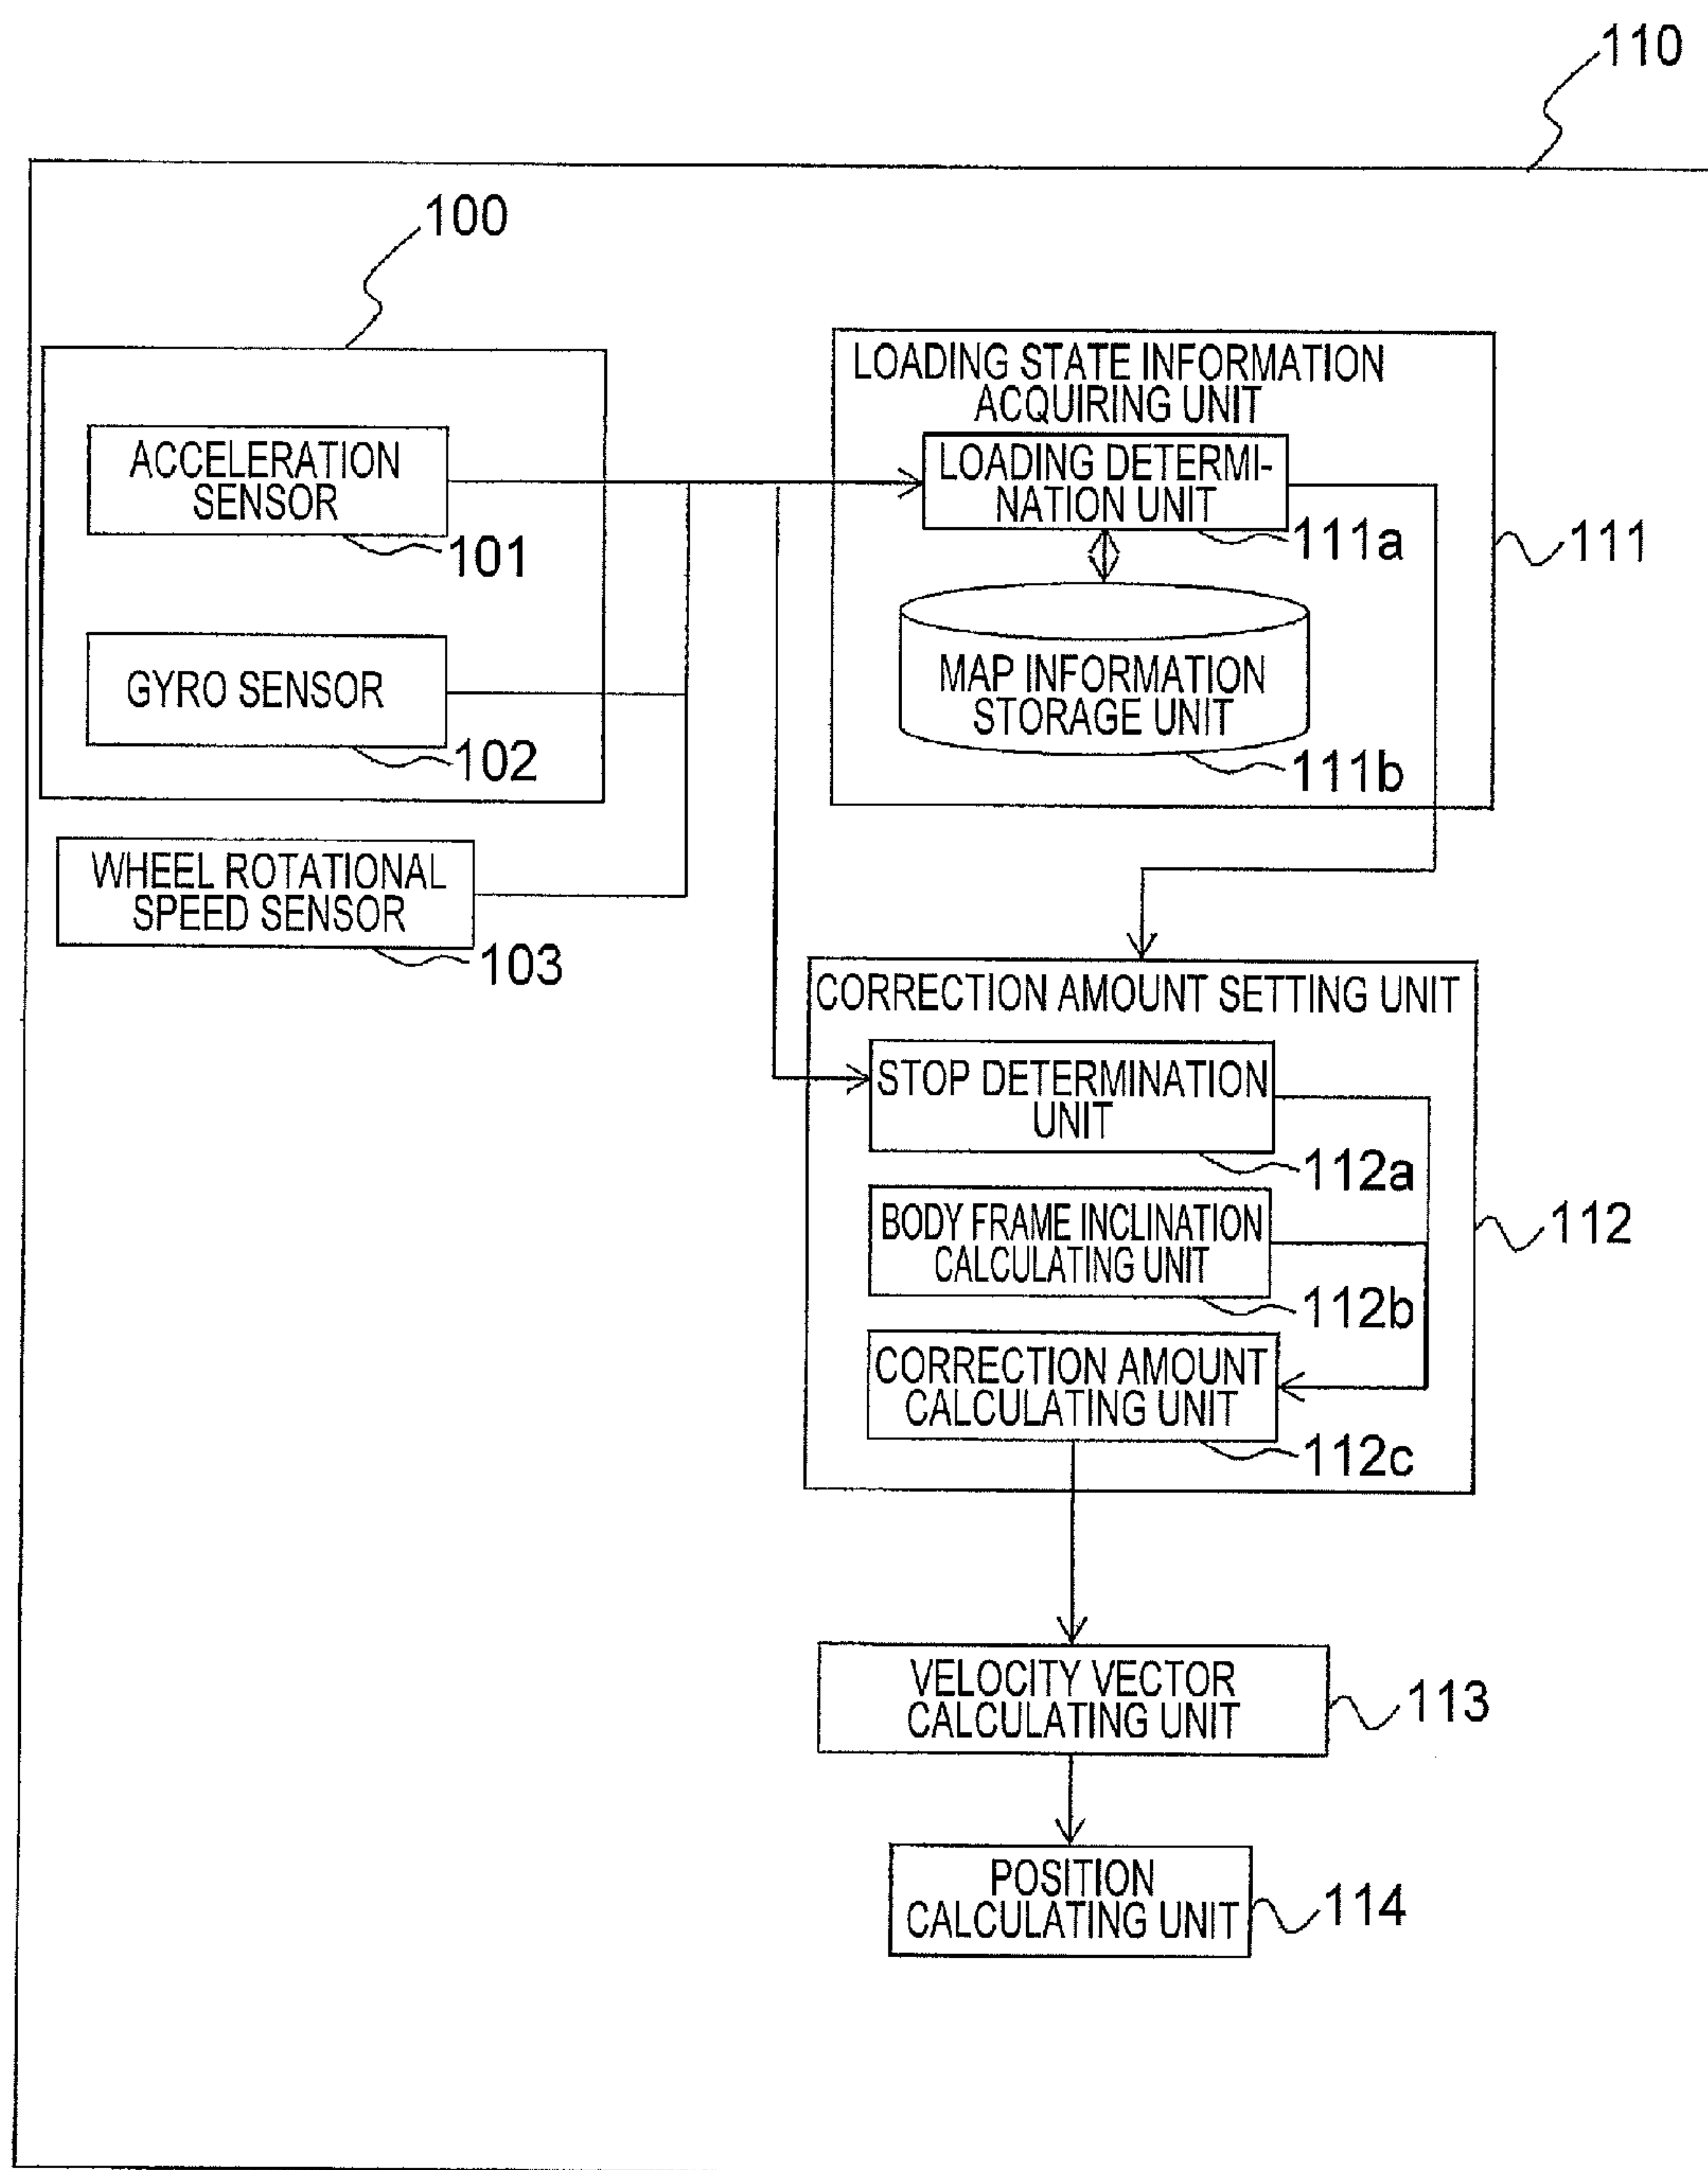 110
100
ACCELERATION
SENSOR
101
GYRO SENSOR
102
WHEEL ROTATIONAL
SPEED SENSOR
103
LOADING STATE INFORMATION
ACQUIRING UNIT
LOADING DETERMI-
NATION UNIT
111a
111
MAP INFORMATION
STORAGE UNIT
111b
CORRECTION AMOUNT SETTING UNIT
STOP DETERMINATION
UNIT
112a
BODY FRAME INCLINATION
CALCULATING UNIT
112b
112
CORRECTION AMOUNT
CALCULATING UNIT
112c
VELOCITY VECTOR
CALCULATING UNIT
113
POSITION
CALCULATING UNIT
114